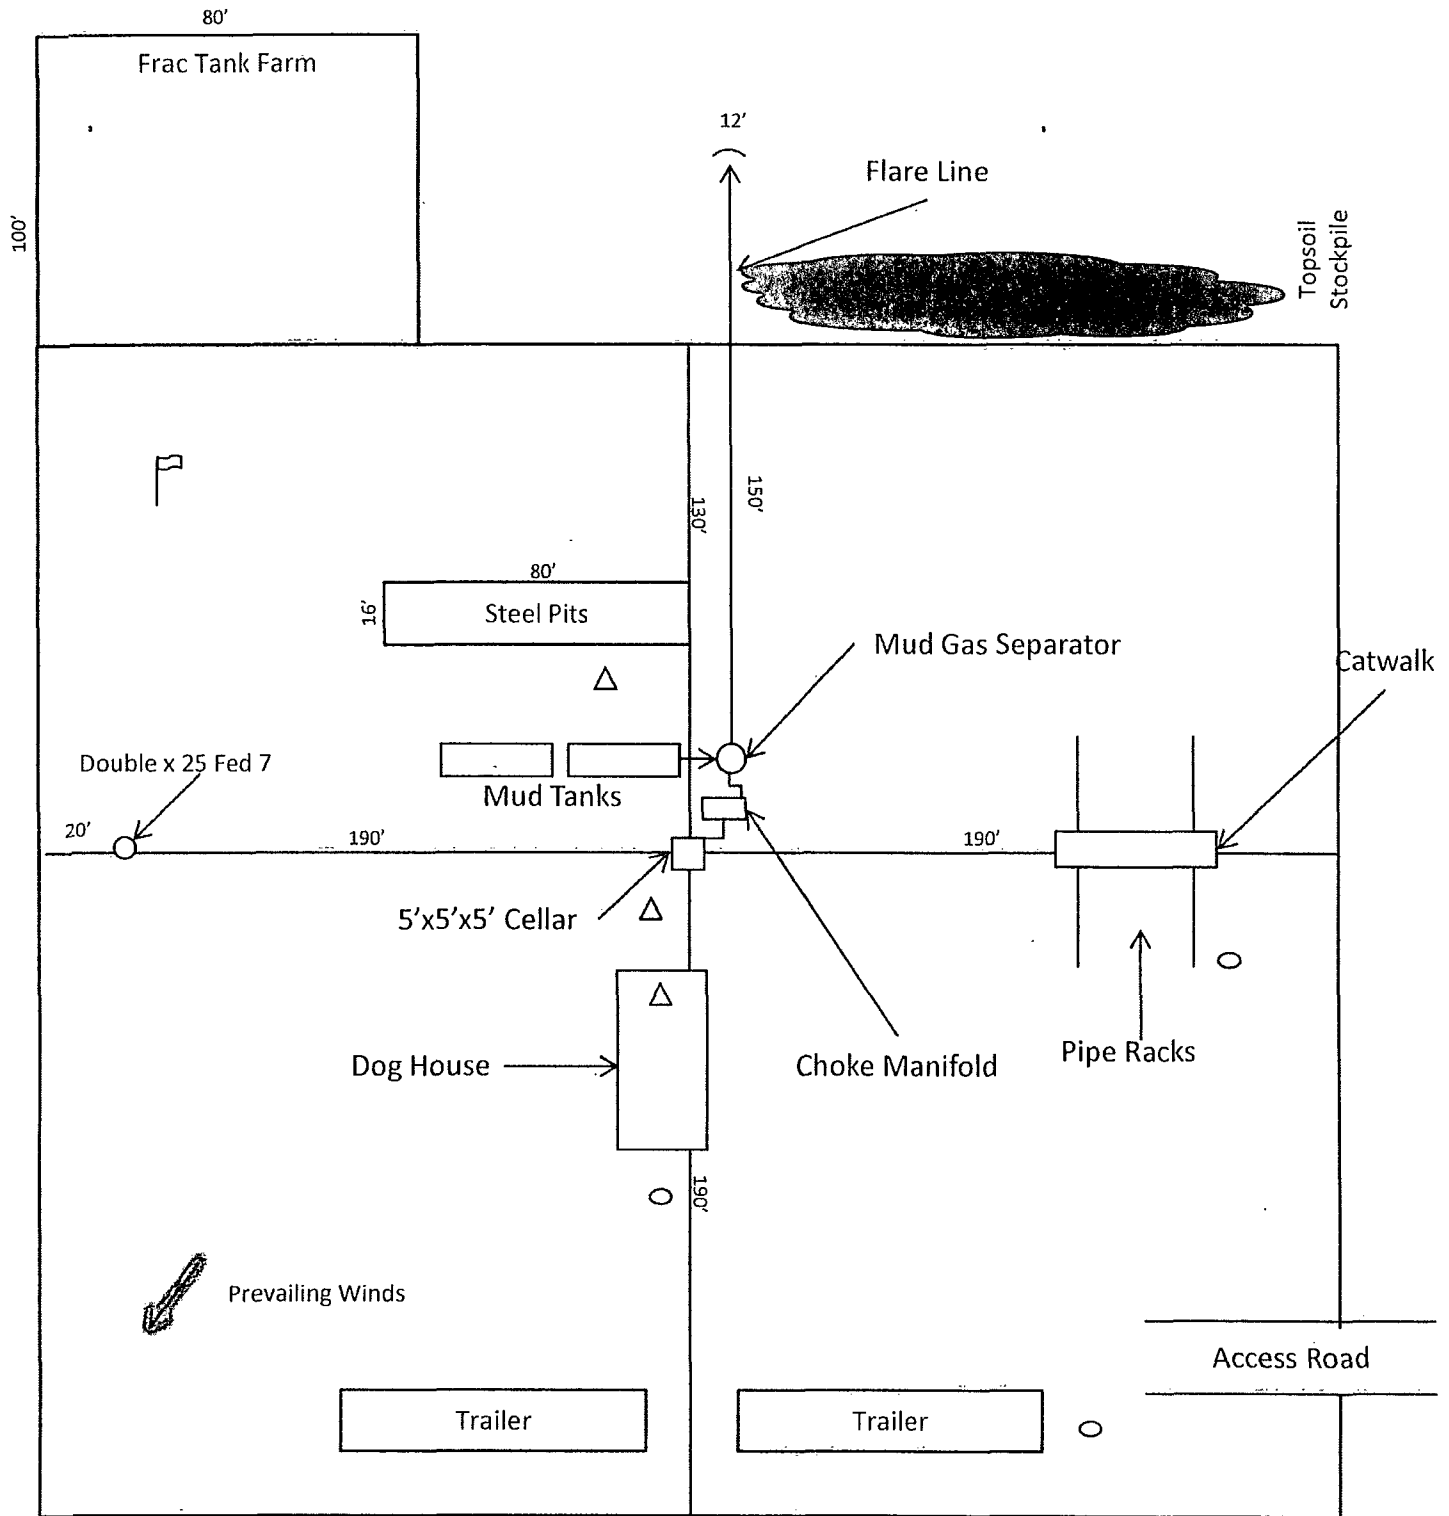 80’
Frac Tank Farm
100’
12’
Flare Line
Topsoil
Stockpile
130’
150’
80’
16’
Steel Pits
Mud Gas Separator
Catwalk
Double x 25 Fed 7
Mud Tanks
20’
190’
190’
5’x5’x5’ Cellar
Dog House
Choke Manifold
Pipe Racks
190’
Prevailing Winds
Access Road
Trailer
Trailer